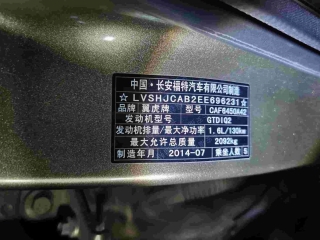 中国·长安福特汽车有限公司制造
☆LVSHJCAB2EE696231☆
品牌 翼虎牌 型号 CAF6450A42
发动机型号 GTDIQ2
发动机排量/最大净功率 1.6L/130kW
最大允许总质量 2092kg
制造年月 2014-07 乘坐人数 5